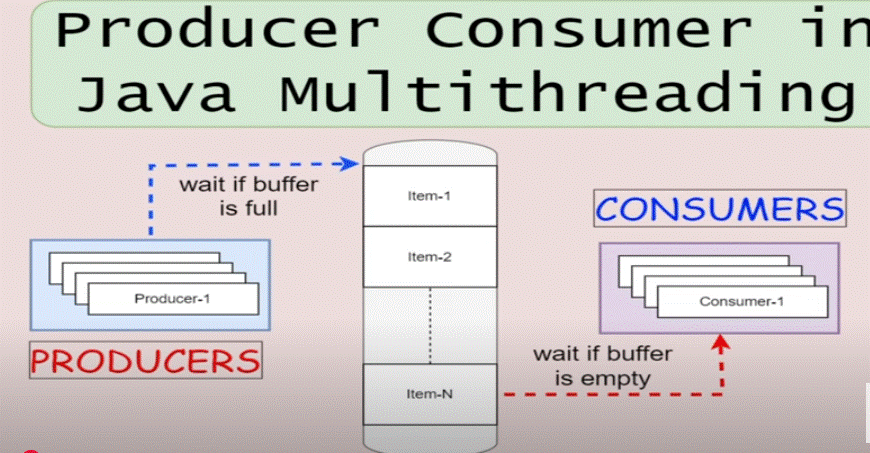 Producer Consumer in
Java Multithreading
wait if buffer
is full
Item-1
CONSUMERS
Item-2
Producer-1
Consumer-1
PRODUCERS
wait if buffer
is empty
Item-N